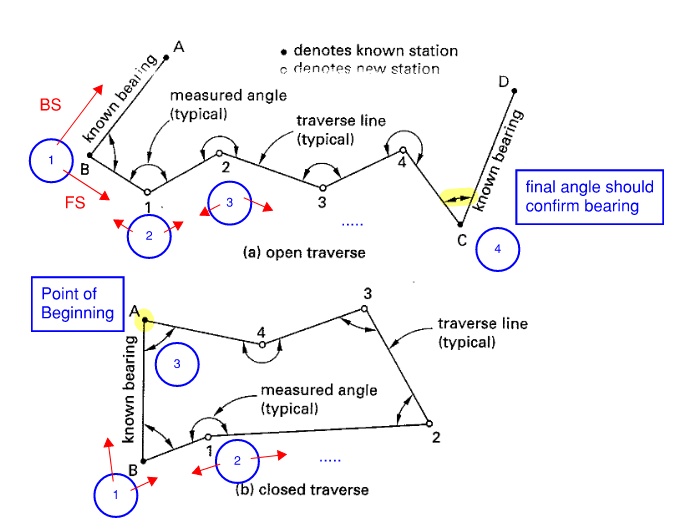 A
• denotes known station
○ denotes new station
D
BS
known bearing
measured angle
(typical)
traverse line
(typical)
1
B
2
4
known bearing
final angle should
confirm bearing
FS
1
3
3
2
.....
C
4
(a) open traverse
Point of
Beginning
A
3
4
traverse line
(typical)
known bearing
3
measured angle
(typical)
1
2
2
.....
B
1
(b) closed traverse